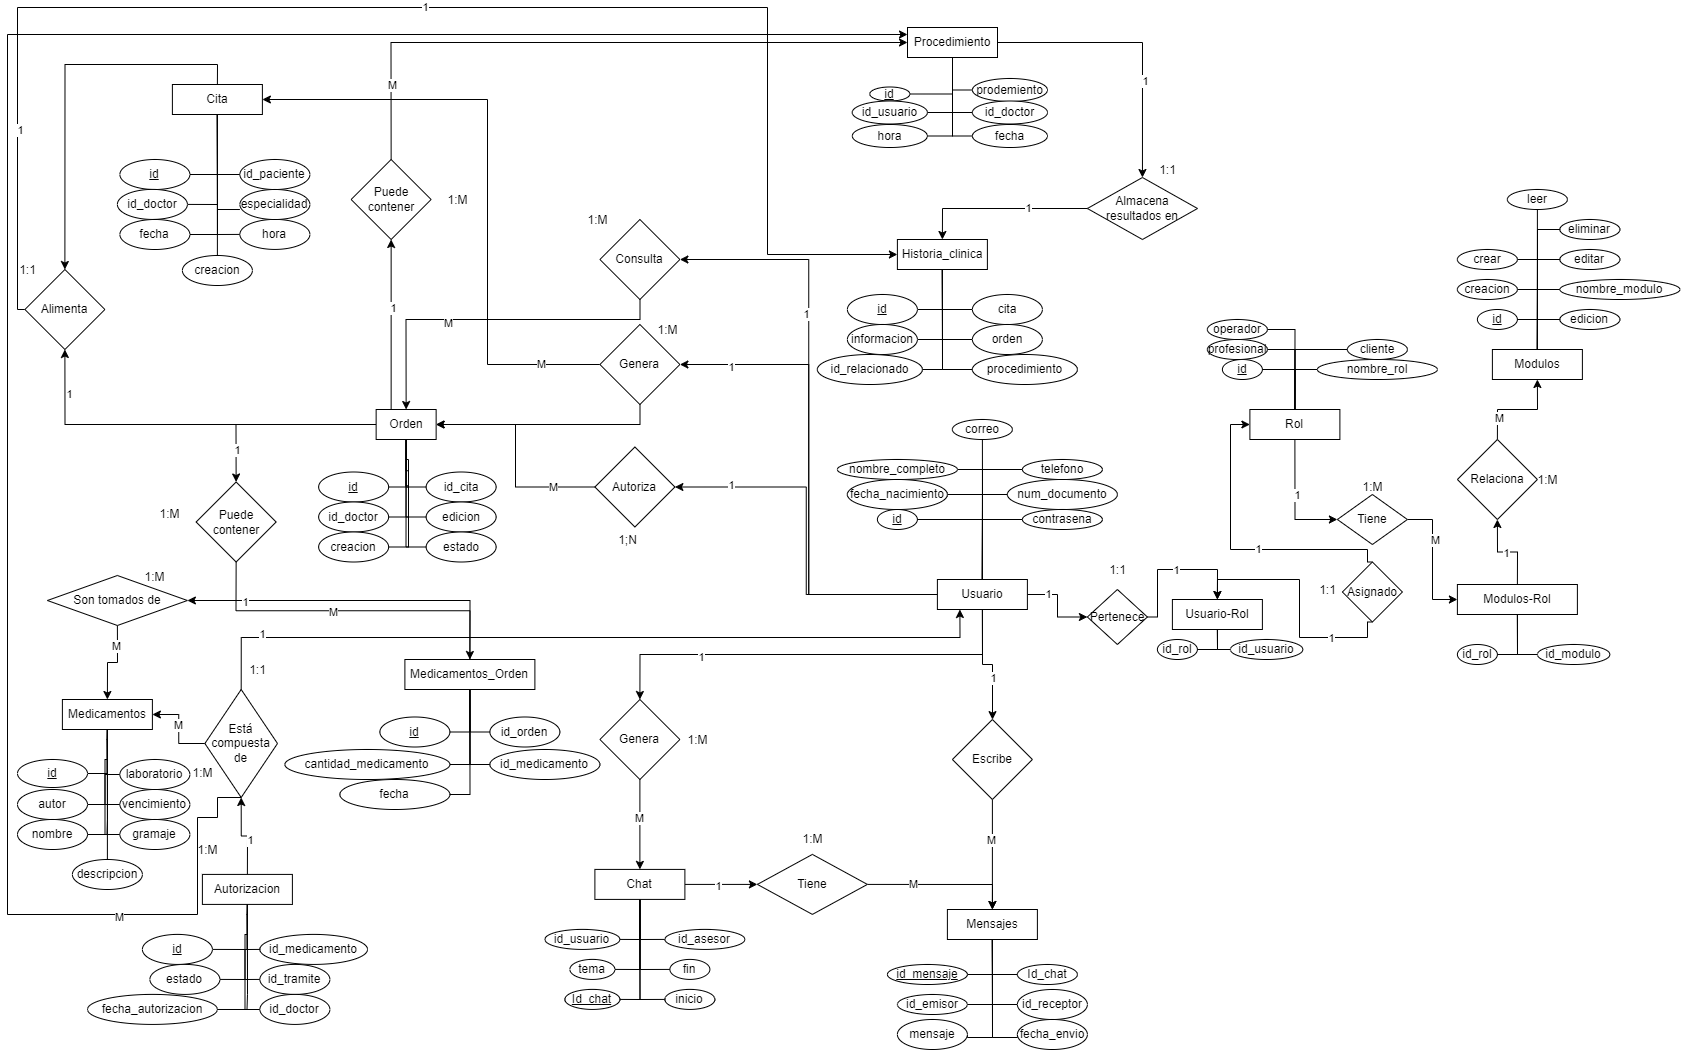 1
Procedimiento
id
prodemiento
id_usuario
id_doctor
hora
fecha
1
1:1
Almacena
resultados en
1
Cita
id
id_paciente
id_doctor
especialidad
fecha
hora
creacion
M
Puede
contener
1:M
1
1
1:1
Alimenta
1
1:M
Consulta
M
1
1:M
Genera
M
1
Historia_clinica
id
cita
informacion
orden
id_relacionado
procedimiento
leer
eliminar
crear
editar
creacion
nombre_modulo
id
edicion
Modulos
operador
profesional
cliente
id
nombre_rol
Rol
Orden
id
id_cita
id_doctor
edicion
creacion
estado
1
Puede
contener
1:M
M
Autoriza
M
1
1;N
correo
nombre_completo
telefono
fecha_nacimiento
num_documento
id
contrasena
Usuario
1
1:1
Pertenece
1
Usuario-Rol
id_rol
id_usuario
1:1
Asignado
1
1
1
1:M
Tiene
M
M
Relaciona
1:M
1
Modulos-Rol
id_rol
id_modulo
1:M
Son tomados de
1
M
1
1:1
Medicamentos_Orden
id
id_orden
cantidad_medicamento
id_medicamento
fecha
Medicamentos
id
laboratorio
autor
vencimiento
nombre
gramaje
descripcion
M
Está
compuesta
de
1:M
1:M
1
M
Autorizacion
id
id_medicamento
estado
id_tramite
fecha_autorizacion
id_doctor
1
Genera
1:M
M
1
Escribe
M
Chat
1
1:M
Tiene
M
id_usuario
id_asesor
tema
fin
Id_chat
inicio
Mensajes
id_mensaje
Id_chat
id_emisor
id_receptor
mensaje
fecha_envio